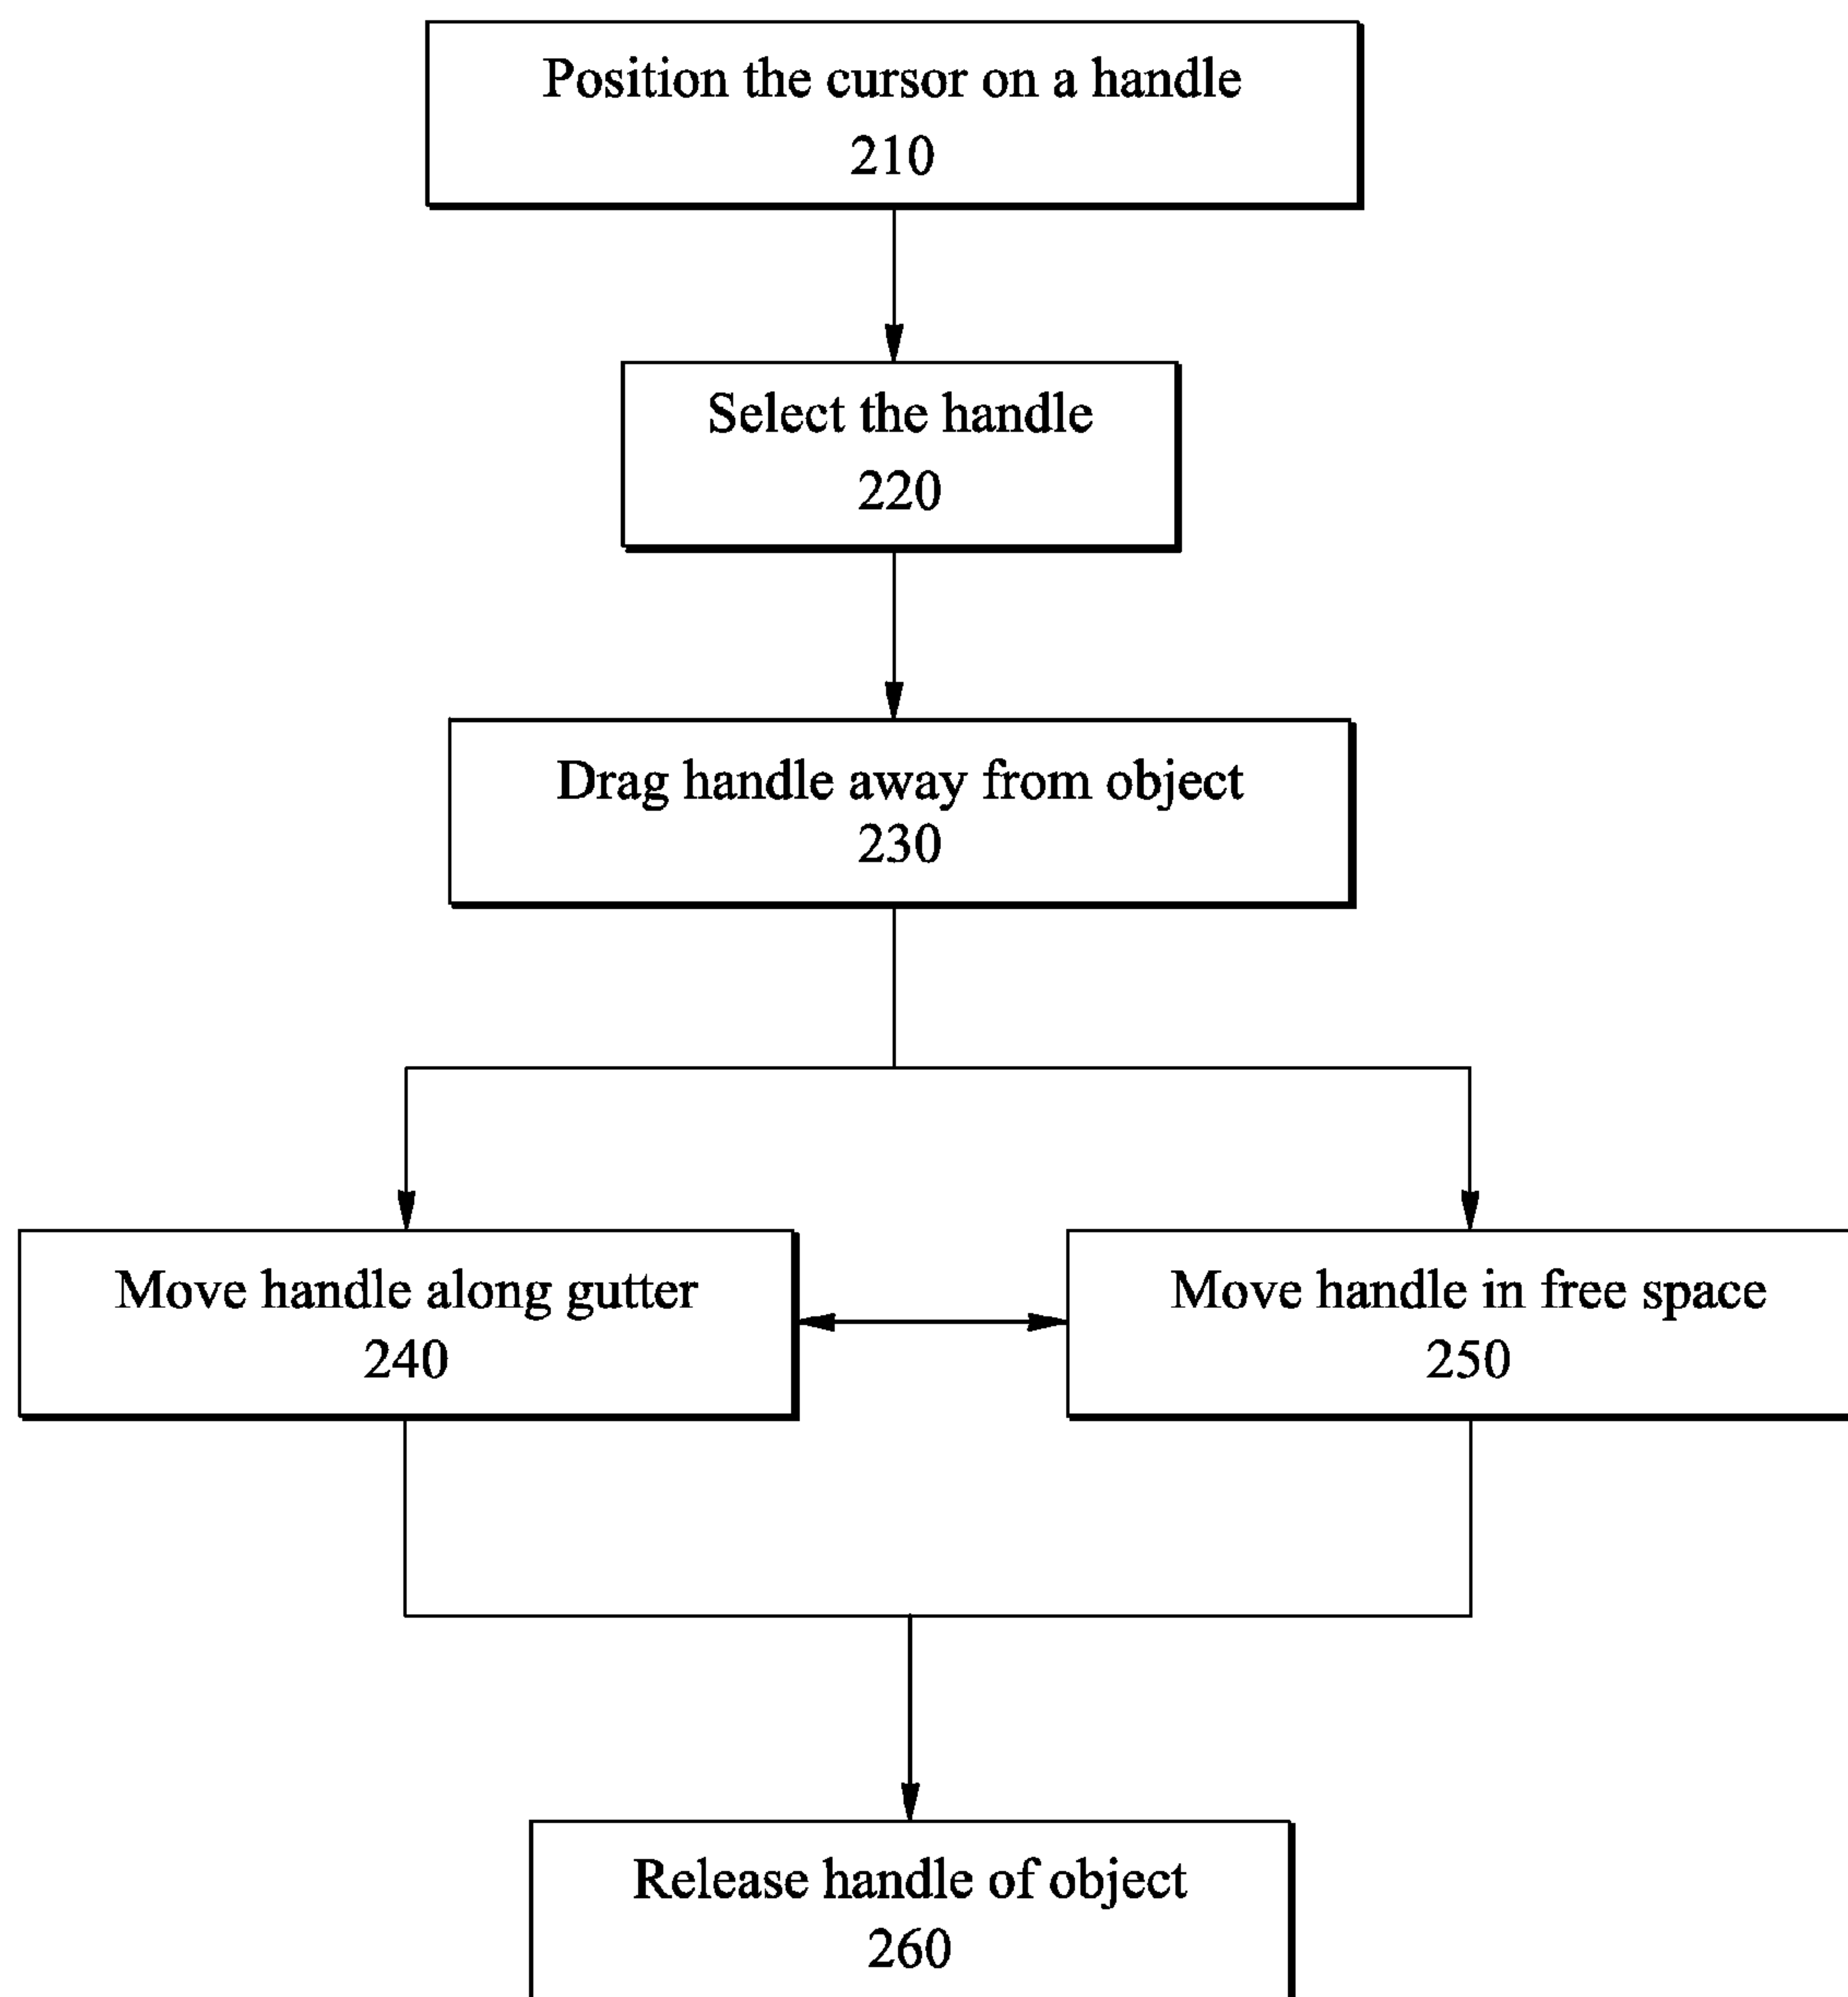 Position the cursor on a handle
210
Select the handle
220
Drag handle away from object
230
Move handle along gutter
240
Move handle in free space
250
Release handle of object
260